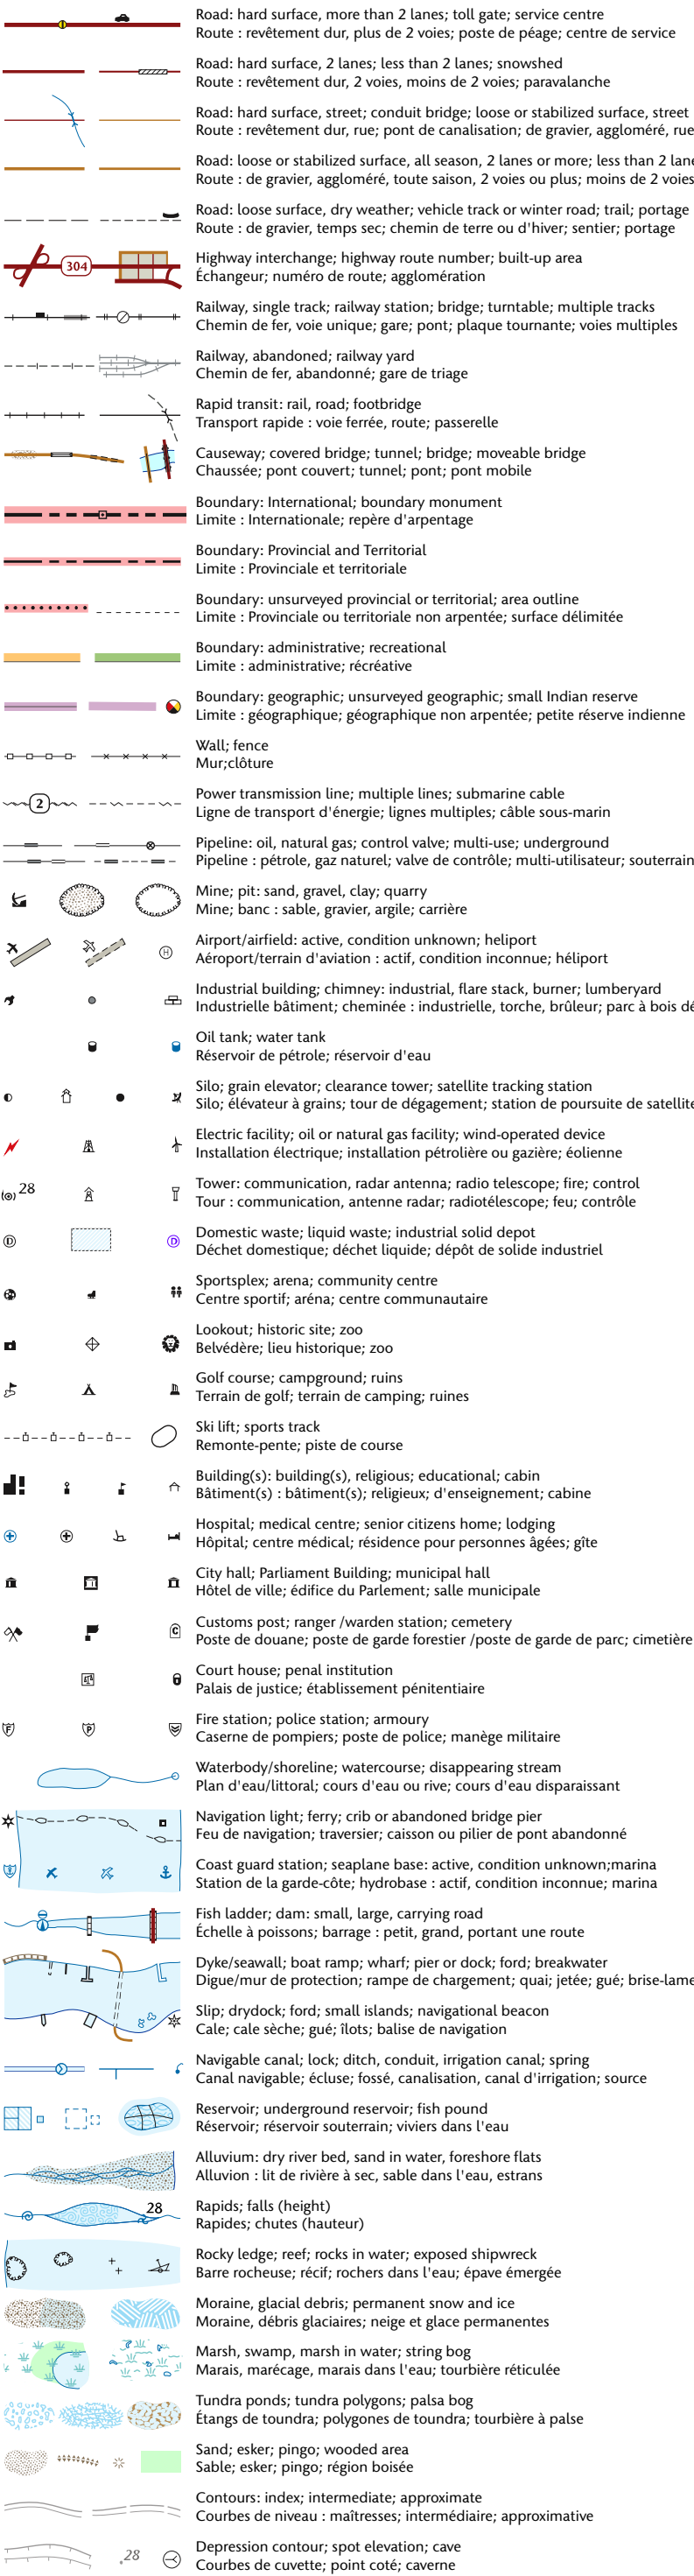 Road: hard surface, more than 2 lanes; toll gate; service centre
Route : revêtement dur, plus de 2 voies; poste de péage; centre de service
Road: hard surface, 2 lanes; less than 2 lanes; snowshed
Route : revêtement dur, 2 voies, moins de 2 voies; paravalanche
Road: hard surface, street; conduit bridge; loose or stabilized surface, street
Route : revêtement dur, rue; pont de canalisation; de gravier, aggloméré, rue
Road: loose or stabilized surface, all season, 2 lanes or more; less than 2 lane
Route : de gravier, aggloméré, toute saison, 2 voies ou plus; moins de 2 voies
Road: loose surface, dry weather; vehicle track or winter road; trail; portage
Route : de gravier, temps sec; chemin de terre ou d'hiver; sentier; portage
304
Highway interchange; highway route number; built-up area
Échangeur; numéro de route; agglomération
Railway, single track; railway station; bridge; turntable; multiple tracks
Chemin de fer, voie unique; gare; pont; plaque tournante; voies multiples
Railway, abandoned; railway yard
Chemin de fer, abandonné; gare de triage
Rapid transit: rail, road; footbridge
Transport rapide : voie ferrée, route; passerelle
Causeway; covered bridge; tunnel; bridge; moveable bridge
Chaussée; pont couvert; tunnel; pont; pont mobile
Boundary: International; boundary monument
Limite : Internationale; repère d'arpentage
Boundary: Provincial and Territorial
Limite : Provinciale et territoriale
Boundary: unsurveyed provincial or territorial; area outline
Limite : Provinciale ou territoriale non arpentée; surface délimitée
Boundary: administrative; recreational
Limite : administrative; récréative
Boundary: geographic; unsurveyed geographic; small Indian reserve
Limite : géographique; géographique non arpentée; petite réserve indienne
Wall; fence
Mur;clôture
2
Power transmission line; multiple lines; submarine cable
Ligne de transport d'énergie; lignes multiples; câble sous-marin
Pipeline: oil, natural gas; control valve; multi-use; underground
Pipeline : pétrole, gaz naturel; valve de contrôle; multi-utilisateur; souterrain
Mine; pit: sand, gravel, clay; quarry
Mine; banc : sable, gravier, argile; carrière
H
Airport/airfield: active, condition unknown; heliport
Aéroport/terrain d'aviation : actif, condition inconnue; héliport
Industrial building; chimney: industrial, flare stack, burner; lumberyard
Industrielle bâtiment; cheminée : industrielle, torche, brûleur; parc à bois dé
Oil tank; water tank
Réservoir de pétrole; réservoir d'eau
Silo; grain elevator; clearance tower; satellite tracking station
Silo; élévateur à grains; tour de dégagement; station de poursuite de satellite
Electric facility; oil or natural gas facility; wind-operated device
Installation électrique; installation pétrolière ou gazière; éolienne
28
Tower: communication, radar antenna; radio telescope; fire; control
Tour : communication, antenne radar; radiotélescope; feu; contrôle
D D
Domestic waste; liquid waste; industrial solid depot
Déchet domestique; déchet liquide; dépôt de solide industriel
Sportsplex; arena; community centre
Centre sportif; aréna; centre communautaire
Lookout; historic site; zoo
Belvédère; lieu historique; zoo
Golf course; campground; ruins
Terrain de golf; terrain de camping; ruines
Ski lift; sports track
Remonte-pente; piste de course
Building(s): building(s), religious; educational; cabin
Bâtiment(s) : bâtiment(s); religieux; d'enseignement; cabine
Hospital; medical centre; senior citizens home; lodging
Hôpital; centre médical; résidence pour personnes âgées; gîte
City hall; Parliament Building; municipal hall
Hôtel de ville; édifice du Parlement; salle municipale
C
Customs post; ranger /warden station; cemetery
Poste de douane; poste de garde forestier /poste de garde de parc; cimetière
Court house; penal institution
Palais de justice; établissement pénitentiaire
F P
Fire station; police station; armoury
Caserne de pompiers; poste de police; manège militaire
Waterbody/shoreline; watercourse; disappearing stream
Plan d'eau/littoral; cours d'eau ou rive; cours d'eau disparaissant
Navigation light; ferry; crib or abandoned bridge pier
Feu de navigation; traversier; caisson ou pilier de pont abandonné
Coast guard station; seaplane base: active, condition unknown;marina
Station de la garde-côte; hydrobase : actif, condition inconnue; marina
Fish ladder; dam: small, large, carrying road
Échelle à poissons; barrage : petit, grand, portant une route
Dyke/seawall; boat ramp; wharf; pier or dock; ford; breakwater
Digue/mur de protection; rampe de chargement; quai; jetée; gué; brise-lame
Slip; drydock; ford; small islands; navigational beacon
Cale; cale sèche; gué; îlots; balise de navigation
Navigable canal; lock; ditch, conduit, irrigation canal; spring
Canal navigable; écluse; fossé, canalisation, canal d'irrigation; source
Reservoir; underground reservoir; fish pound
Réservoir; réservoir souterrain; viviers dans l'eau
Alluvium: dry river bed, sand in water, foreshore flats
Alluvion : lit de rivière à sec, sable dans l'eau, estrans
28
Rapids; falls (height)
Rapides; chutes (hauteur)
Rocky ledge; reef; rocks in water; exposed shipwreck
Barre rocheuse; récif; rochers dans l'eau; épave émergée
Moraine, glacial debris; permanent snow and ice
Moraine, débris glaciaires; neige et glace permanentes
Marsh, swamp, marsh in water; string bog
Marais, marécage, marais dans l'eau; tourbière réticulée
Tundra ponds; tundra polygons; palsa bog
Étangs de toundra; polygones de toundra; tourbière à palse
Sand; esker; pingo; wooded area
Sable; esker; pingo; région boisée
Contours: index; intermediate; approximate
Courbes de niveau : maîtresses; intermédiaire; approximative
.28
Depression contour; spot elevation; cave
Courbes de cuvette; point coté; caverne